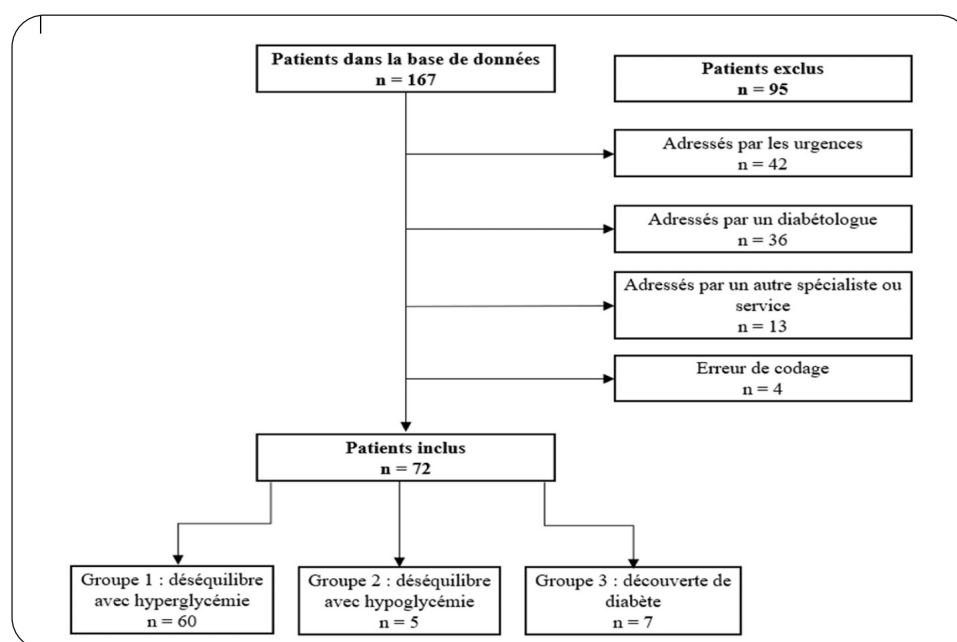 Patients dans la base de données
n = 167
Patients exclus
n = 95
Adressés par les urgences
n = 42
Adressés par un diabétologue
n = 36
Adressés par un autre spécialiste ou
service
n = 13
Erreur de codage
n = 4
Patients inclus
n = 72
Groupe 1 : déséquilibre
avec hyperglycémie
n = 60
Groupe 2 : déséquilibre
avec hypoglycémie
n = 5
Groupe 3 : découverte de
diabète
n = 7